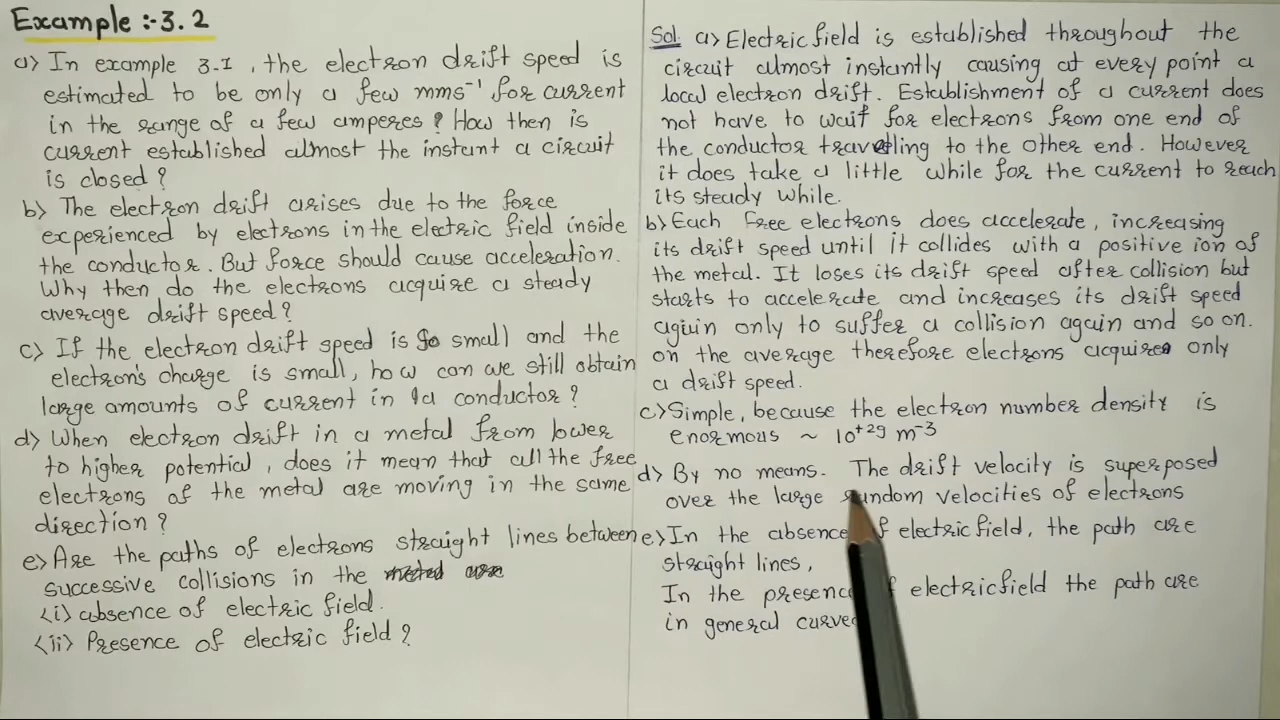 Example :- 3.2
a) In example 3.1, the electron drift speed is
estimated to be only a few mms⁻¹ for current
in the range of a few amperes? How then is
current established almost the instant a circuit
is closed?
b) The electron drift arises due to the force
experienced by electrons in the electric field inside
the conductor. But force should cause acceleration.
Why then do the electrons acquire a steady
average drift speed?
c) If the electron drift speed is so small and the
electron's charge is small, how can we still obtain
large amounts of current in a conductor?
d) When electron drift in a metal from lower
to higher potential, does it mean that all the free
electrons of the metal are moving in the same
direction?
e) Are the paths of electrons straight lines between
successive collisions in the
<i) absence of electric field.
<ii) Presence of electric field?
Sol. a) Electric field is established throughout the
circuit almost instantly causing at every point a
local electron drift. Establishment of a current does
not have to wait for electrons from one end of
the conductor travelling to the other end. However
it does take a little while for the current to reach
its steady while.
b) Each free electrons does accelerate, increasing
its drift speed until it collides with a positive ion of
the metal. It loses its drift speed after collision but
starts to accelerate and increases its drift speed
again only to suffer a collision again and so on.
on the average therefore electrons acquire only
a drift speed.
c) Simple, because the electron number density is
enormous ~ 10⁺²⁹ m⁻³
d) By no means. The drift velocity is superposed
over the large random velocities of electrons
e) In the absence of electric field, the path are
straight lines,
In the presence electricfield the path are
in general curve